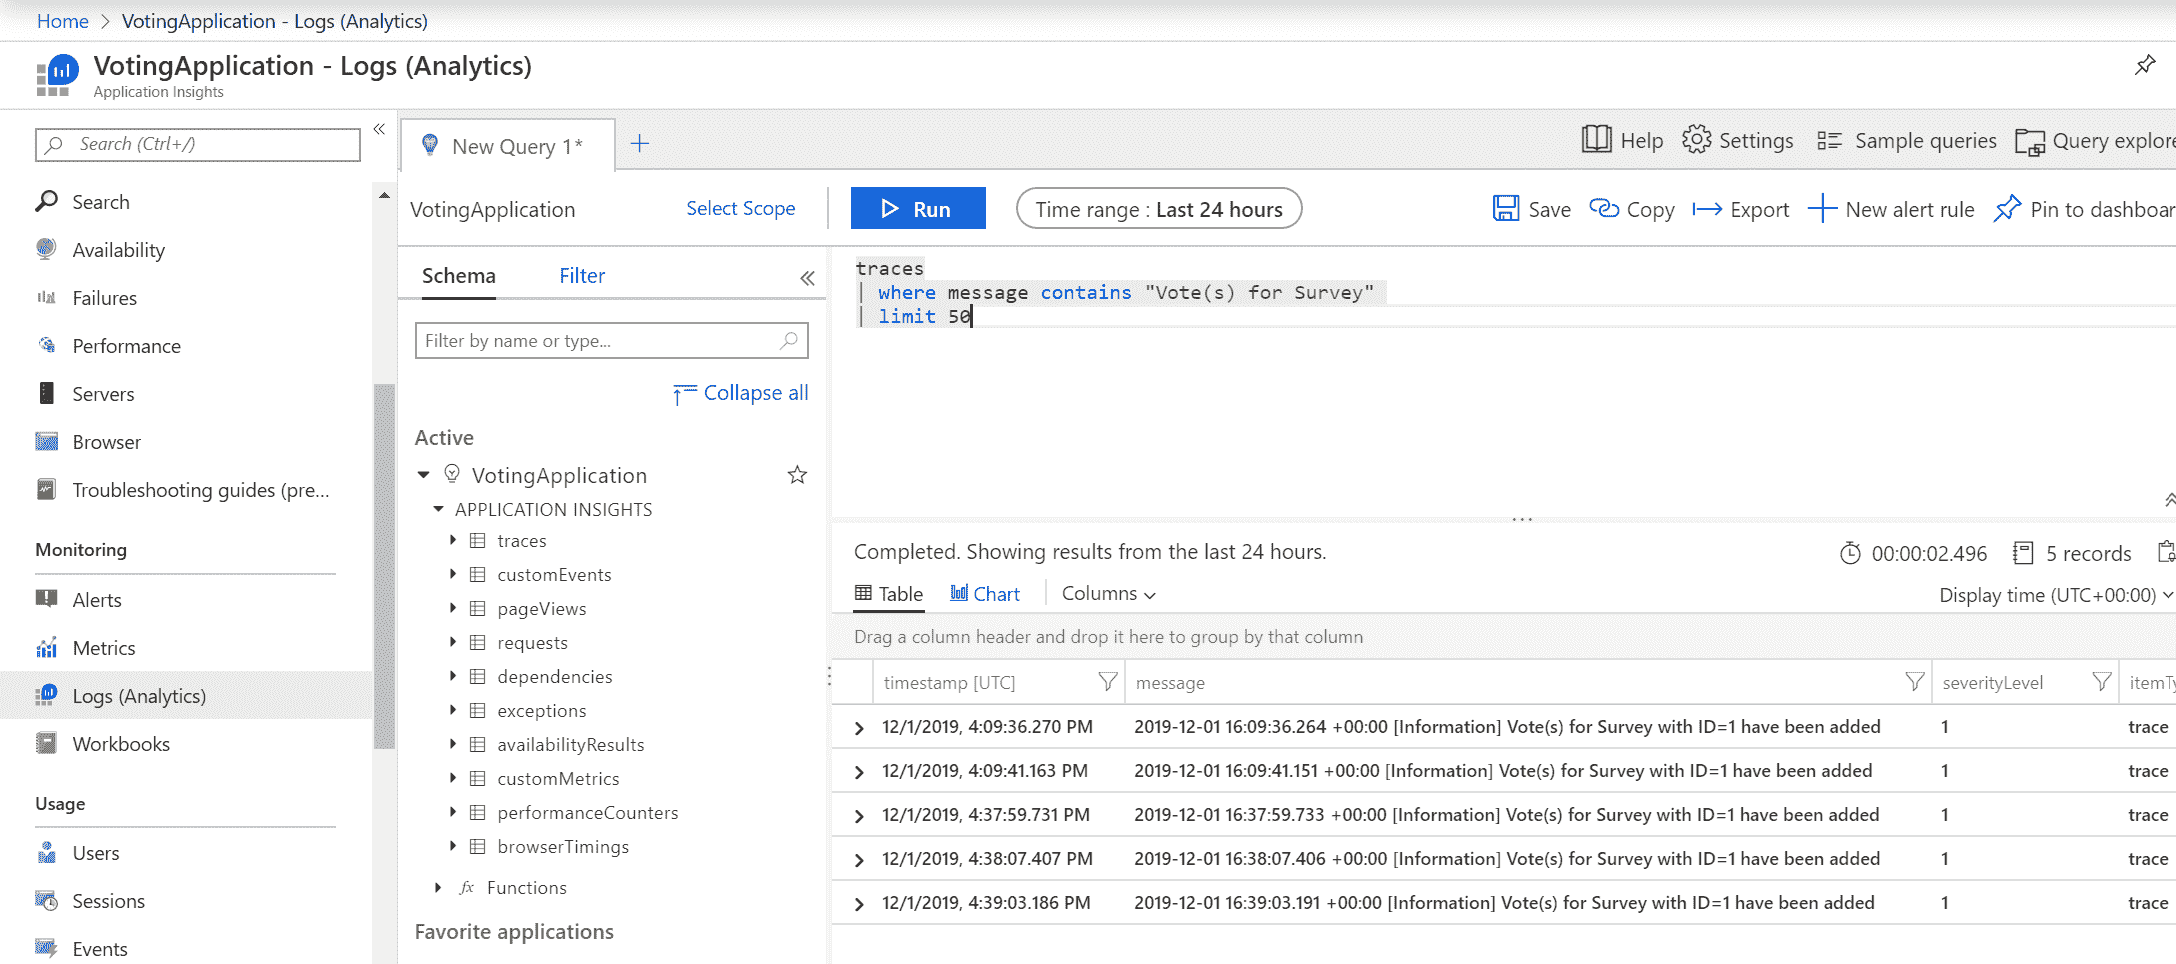 Home > VotingApplication - Logs (Analytics)
VotingApplication - Logs (Analytics)
Application Insights
Search (Ctrl+/)
Search
Availability
Failures
Performance
Servers
Browser
Troubleshooting guides (pre...
Monitoring
Alerts
Metrics
Logs (Analytics)
Workbooks
Usage
Users
Sessions
Events
New Query 1*
Help Settings Sample queries Query explore
VotingApplication Select Scope Run Time range : Last 24 hours Save Copy Export New alert rule Pin to dashboar
Schema Filter
Filter by name or type...
Collapse all
Active
VotingApplication
APPLICATION INSIGHTS
traces
customEvents
pageViews
requests
dependencies
exceptions
availabilityResults
customMetrics
performanceCounters
browserTimings
fx Functions
Favorite applications
traces
| where message contains "Vote(s) for Survey"
| limit 50
Completed. Showing results from the last 24 hours. 00:00:02.496 5 records
Table Chart Columns Display time (UTC+00:00)
Drag a column header and drop it here to group by that column
timestamp [UTC] message severityLevel itemTy
12/1/2019, 4:09:36.270 PM 2019-12-01 16:09:36.264 +00:00 [Information] Vote(s) for Survey with ID=1 have been added 1 trace
12/1/2019, 4:09:41.163 PM 2019-12-01 16:09:41.151 +00:00 [Information] Vote(s) for Survey with ID=1 have been added 1 trace
12/1/2019, 4:37:59.731 PM 2019-12-01 16:37:59.733 +00:00 [Information] Vote(s) for Survey with ID=1 have been added 1 trace
12/1/2019, 4:38:07.407 PM 2019-12-01 16:38:07.406 +00:00 [Information] Vote(s) for Survey with ID=1 have been added 1 trace
12/1/2019, 4:39:03.186 PM 2019-12-01 16:39:03.191 +00:00 [Information] Vote(s) for Survey with ID=1 have been added 1 trace